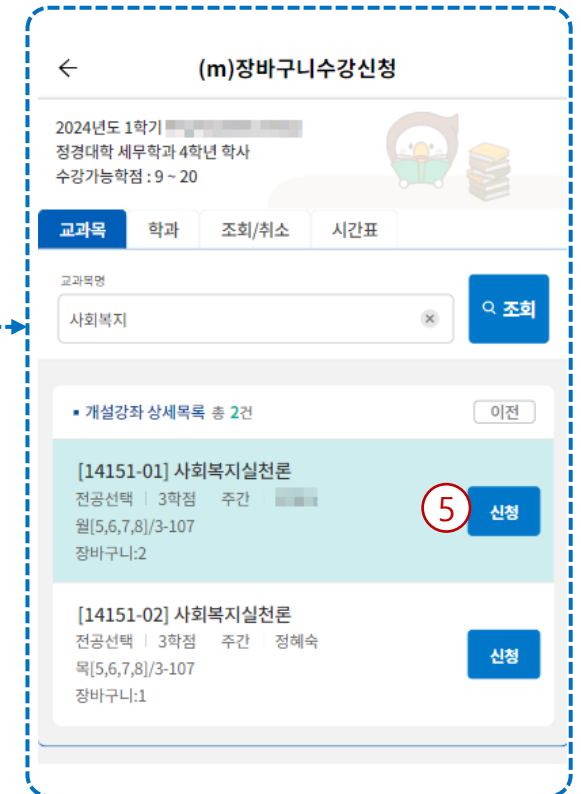 ← (m)장바구니수강신청
2024년도 1학기
정경대학 세무학과 4학년 학사
수강가능학점 : 9 ~ 20
교과목 학과 조회/취소 시간표
교과목명
사회복지
조회
▪ 개설강좌 상세목록 총 2건 이전
[14151-01] 사회복지실천론
전공선택 | 3학점 주간
월[5,6,7,8]/3-107
장바구니:2
5 신청
[14151-02] 사회복지실천론
전공선택 | 3학점 주간 정혜숙
목[5,6,7,8]/3-107
장바구니:1
신청